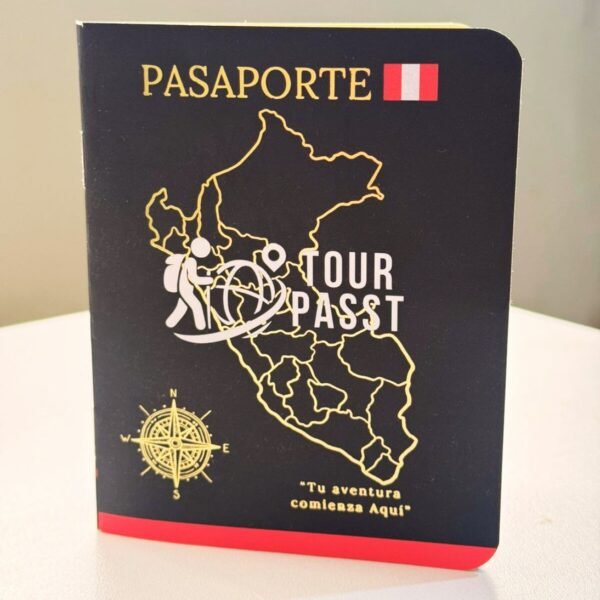 PASAPORTE
TOUR
PASST
N
W E
S
"Tu aventura
comienza Aquí"